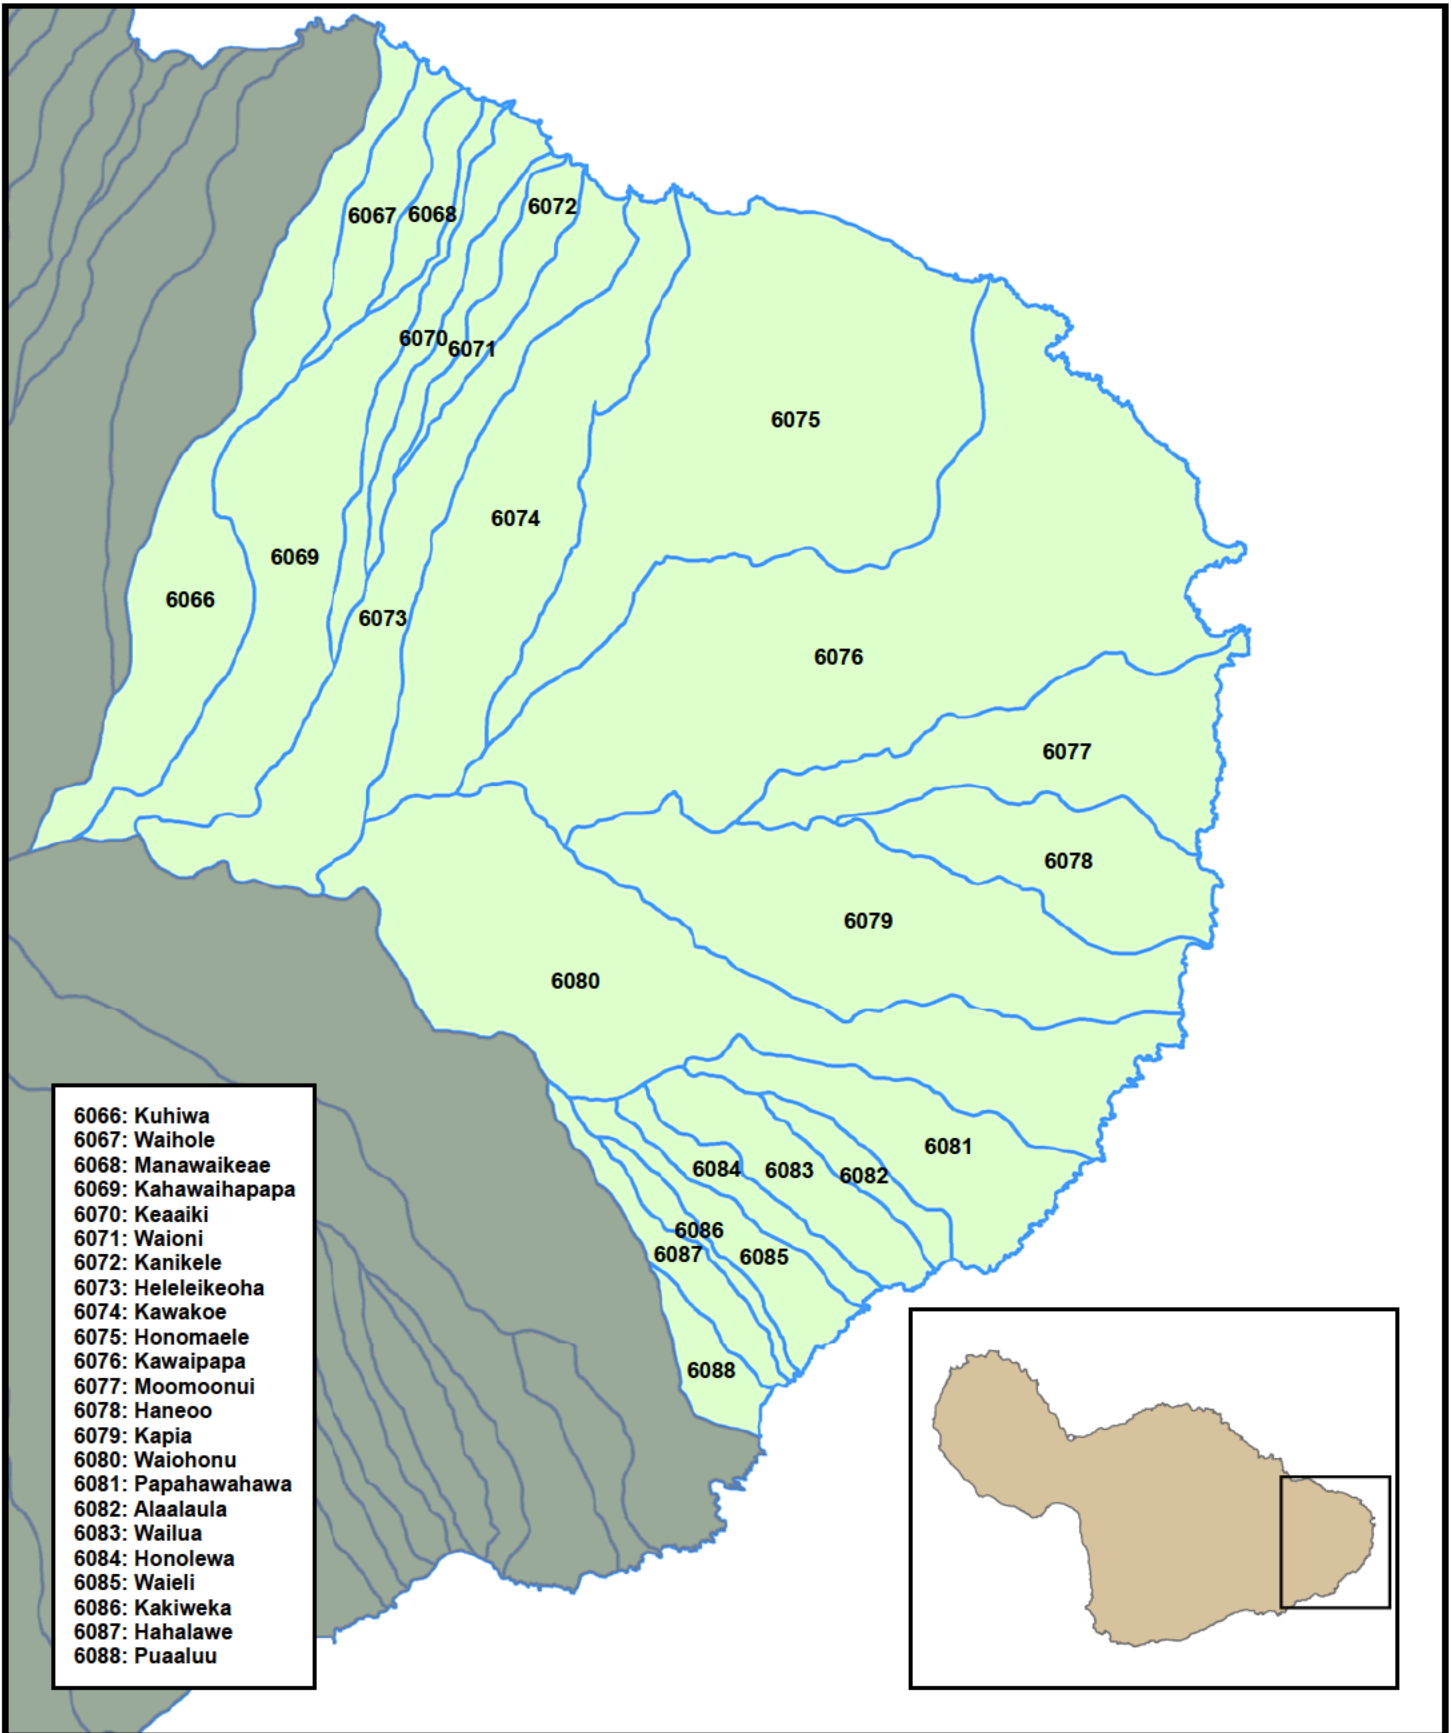 6067
6068
6072
6070
6071
6075
6074
6069
6066
6073
6076
6077
6078
6079
6080
6081
6084
6083
6082
6086
6087
6085
6088
6066: Kuhiwa
6067: Waihole
6068: Manawaikeae
6069: Kahawaihapapa
6070: Keaaiki
6071: Waioni
6072: Kanikele
6073: Heleleikeoha
6074: Kawakoe
6075: Honomaele
6076: Kawaipapa
6077: Moomoonui
6078: Haneoo
6079: Kapia
6080: Waiohonu
6081: Papahawahawa
6082: Alaalaula
6083: Wailua
6084: Honolewa
6085: Waieli
6086: Kakiweka
6087: Hahalawe
6088: Puaaluu